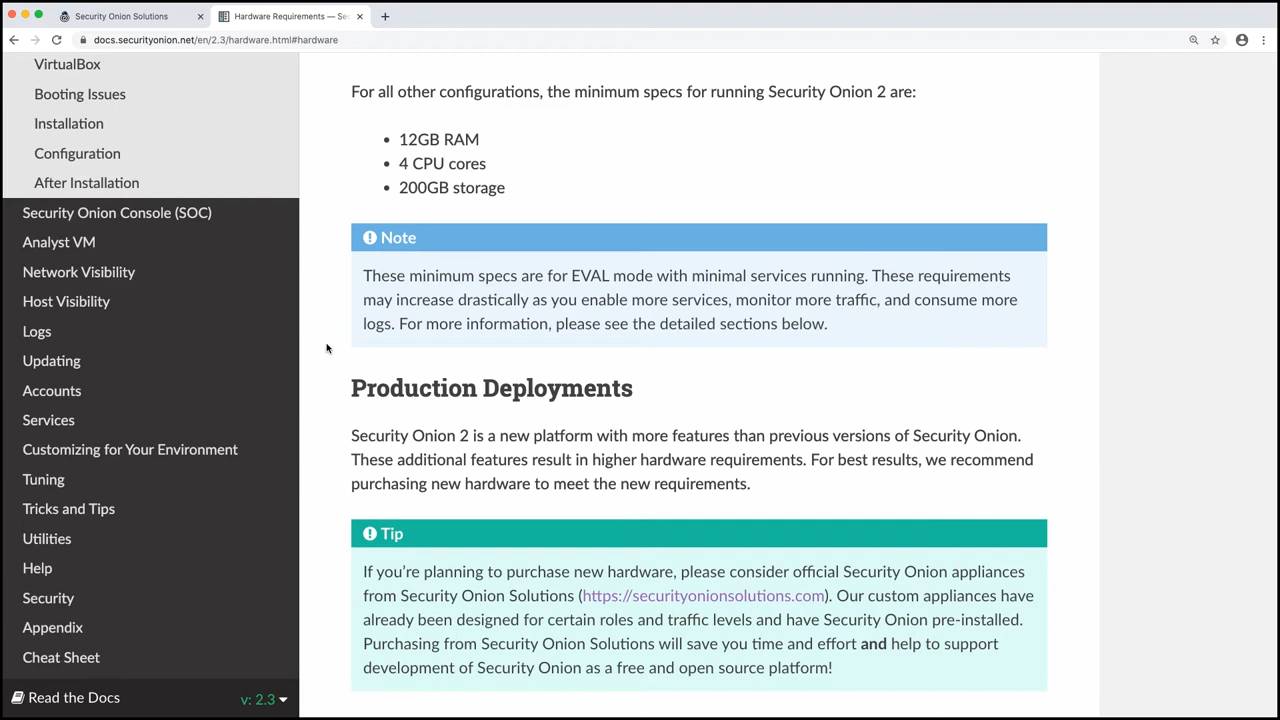 Security Onion Solutions
Hardware Requirements — Se
docs.securityonion.net/en/2.3/hardware.html#hardware
VirtualBox
Booting Issues
Installation
Configuration
After Installation
Security Onion Console (SOC)
Analyst VM
Network Visibility
Host Visibility
Logs
Updating
Accounts
Services
Customizing for Your Environment
Tuning
Tricks and Tips
Utilities
Help
Security
Appendix
Cheat Sheet
Read the Docs v: 2.3
For all other configurations, the minimum specs for running Security Onion 2 are:
• 12GB RAM
• 4 CPU cores
• 200GB storage
Note
These minimum specs are for EVAL mode with minimal services running. These requirements
may increase drastically as you enable more services, monitor more traffic, and consume more
logs. For more information, please see the detailed sections below.
Production Deployments
Security Onion 2 is a new platform with more features than previous versions of Security Onion.
These additional features result in higher hardware requirements. For best results, we recommend
purchasing new hardware to meet the new requirements.
Tip
If you're planning to purchase new hardware, please consider official Security Onion appliances
from Security Onion Solutions (https://securityonionsolutions.com). Our custom appliances have
already been designed for certain roles and traffic levels and have Security Onion pre-installed.
Purchasing from Security Onion Solutions will save you time and effort and help to support
development of Security Onion as a free and open source platform!